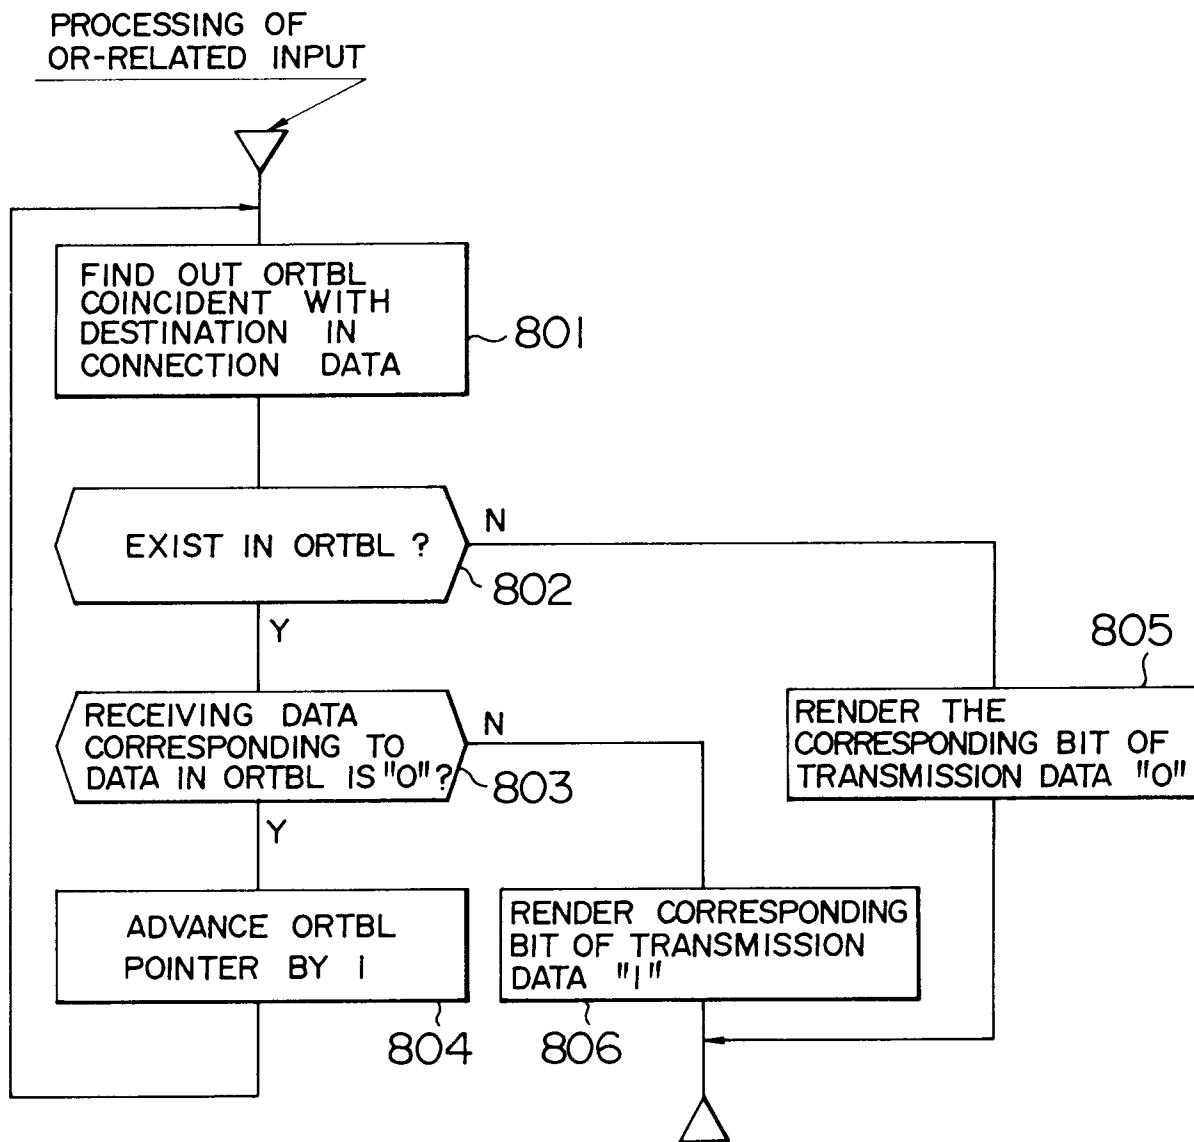 PROCESSING OF
OR-RELATED INPUT
FIND OUT ORTBL
COINCIDENT WITH
DESTINATION IN
CONNECTION DATA
801
EXIST IN ORTBL ?
N
802
Y
RECEIVING DATA
CORRESPONDING TO
DATA IN ORTBL IS "0" ?
N
803
Y
805
RENDER THE
CORRESPONDING BIT OF
TRANSMISSION DATA "0"
ADVANCE ORTBL
POINTER BY 1
804
RENDER CORRESPONDING
BIT OF TRANSMISSION
DATA "1"
806